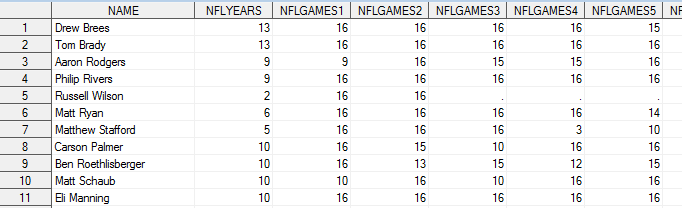 NAME NFLYEARS NFLGAMES1 NFLGAMES2 NFLGAMES3 NFLGAMES4 NFLGAMES5
1 Drew Brees 13 16 16 16 16 15
2 Tom Brady 13 16 16 16 16 16
3 Aaron Rodgers 9 9 16 15 15 16
4 Philip Rivers 9 16 16 16 16 16
5 Russell Wilson 2 16 16 . . .
6 Matt Ryan 6 16 16 16 16 14
7 Matthew Stafford 5 16 16 16 3 10
8 Carson Palmer 10 16 15 10 16 16
9 Ben Roethlisberger 10 16 13 15 12 15
10 Matt Schaub 10 10 16 10 16 16
11 Eli Manning 10 16 16 16 16 16